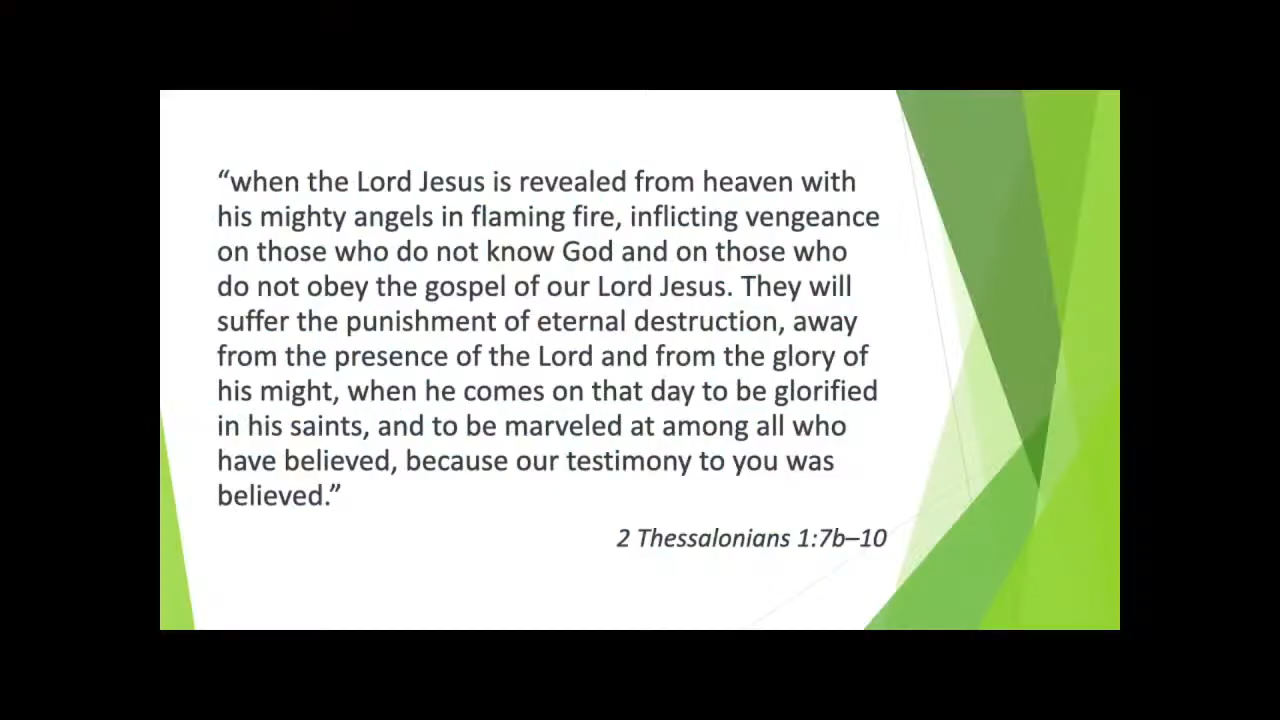 “when the Lord Jesus is revealed from heaven with
his mighty angels in flaming fire, inflicting vengeance
on those who do not know God and on those who
do not obey the gospel of our Lord Jesus. They will
suffer the punishment of eternal destruction, away
from the presence of the Lord and from the glory of
his might, when he comes on that day to be glorified
in his saints, and to be marveled at among all who
have believed, because our testimony to you was
believed.”
2 Thessalonians 1:7b–10